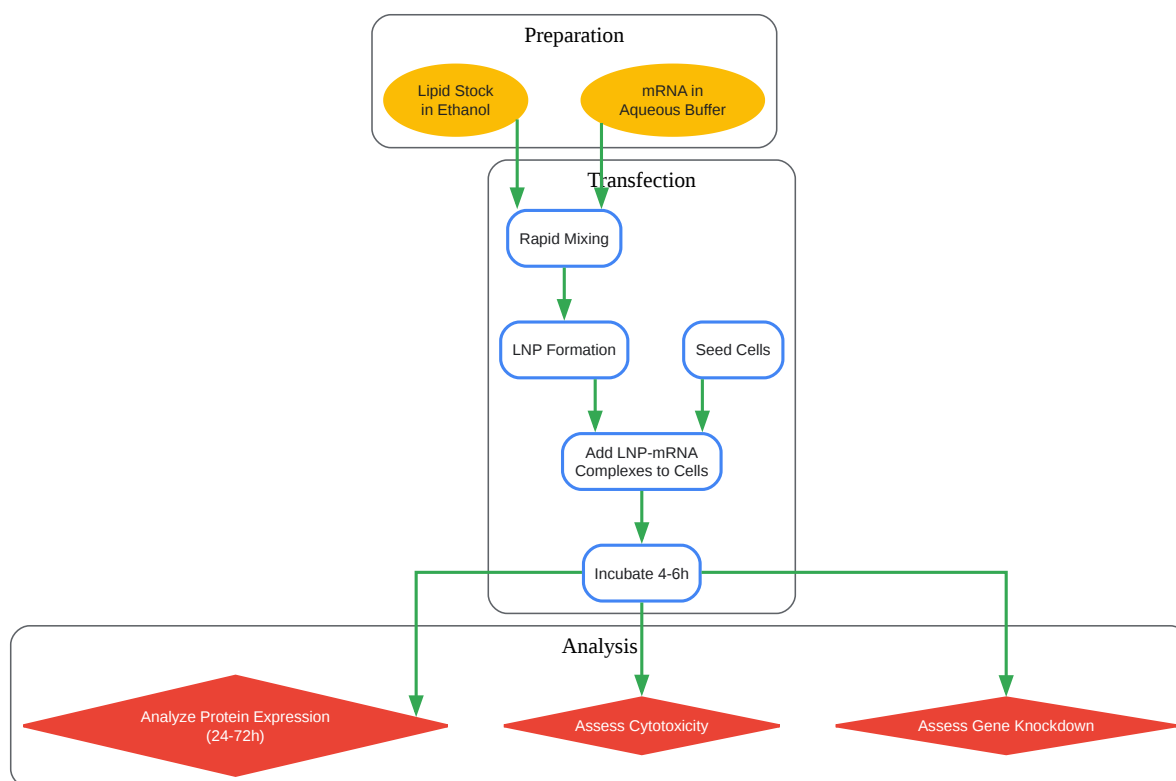 Preparation
Lipid Stock
in Ethanol
mRNA in
Aqueous Buffer
Transfection
Rapid Mixing
LNP Formation
Seed Cells
Add LNP-mRNA
Complexes to Cells
Incubate 4-6h
Analysis
Analyze Protein Expression
(24-72h)
Assess Cytotoxicity
Assess Gene Knockdown